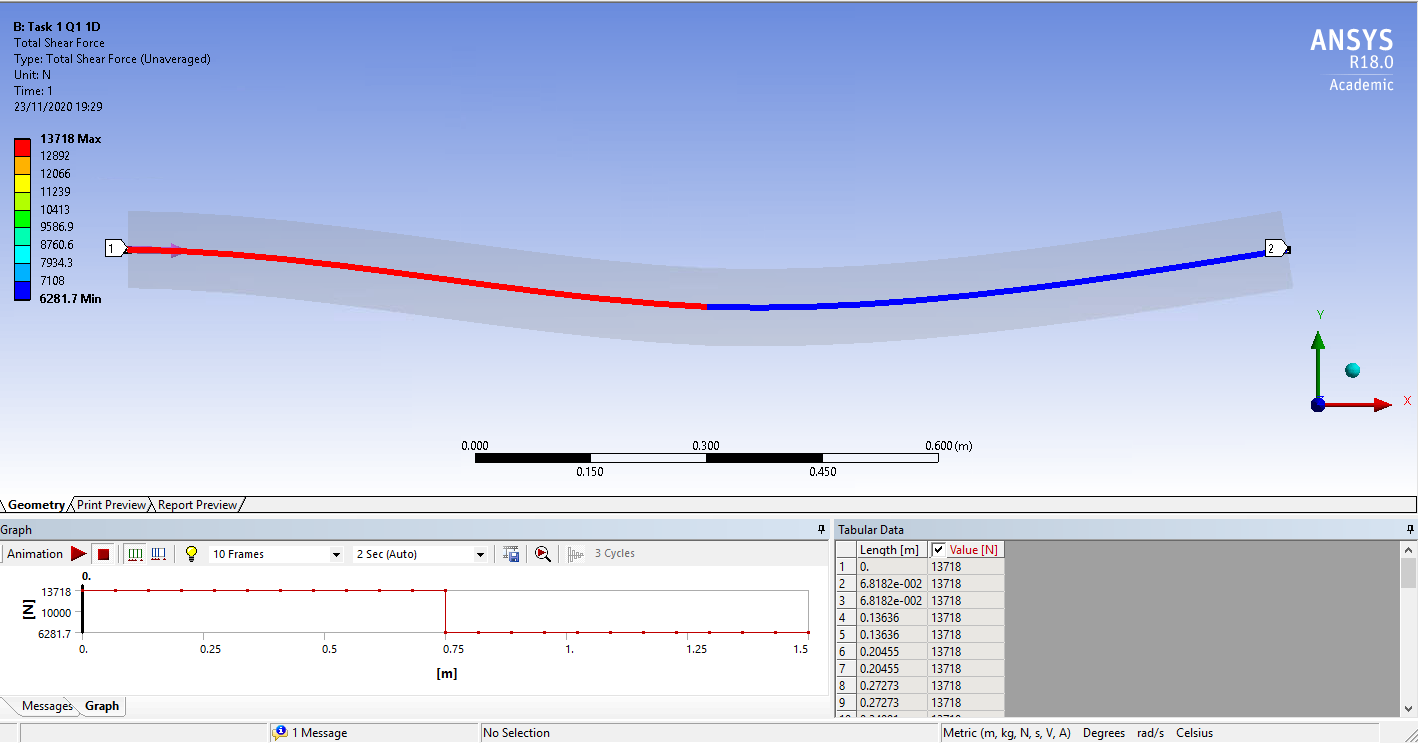 B: Task 1 Q1 1D
Total Shear Force
Type: Total Shear Force (Unaveraged)
Unit: N
Time: 1
23/11/2020 19:29
ANSYS
R18.0
Academic
13718 Max
12892
12066
11239
10413
9586.9
8760.6
7934.3
7108
6281.7 Min
1
2
Y
X
0.000 0.300 0.600 (m)
0.150 0.450
Geometry Print Preview Report Preview
Graph
Animation 10 Frames 2 Sec (Auto) 3 Cycles
0.
13718
10000
6281.7
[N]
0. 0.25 0.5 0.75 1. 1.25 1.5
[m]
Messages Graph
Tabular Data
Length [m] Value [N]
1 0. 13718
2 6.8182e-002 13718
3 6.8182e-002 13718
4 0.13636 13718
5 0.13636 13718
6 0.20455 13718
7 0.20455 13718
8 0.27273 13718
9 0.27273 13718
1 Message No Selection Metric (m, kg, N, s, V, A) Degrees rad/s Celsius